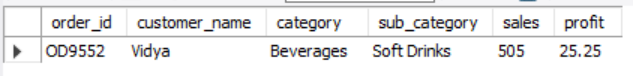 order_id customer_name category sub_category sales profit
OD9552 Vidya Beverages Soft Drinks 505 25.25